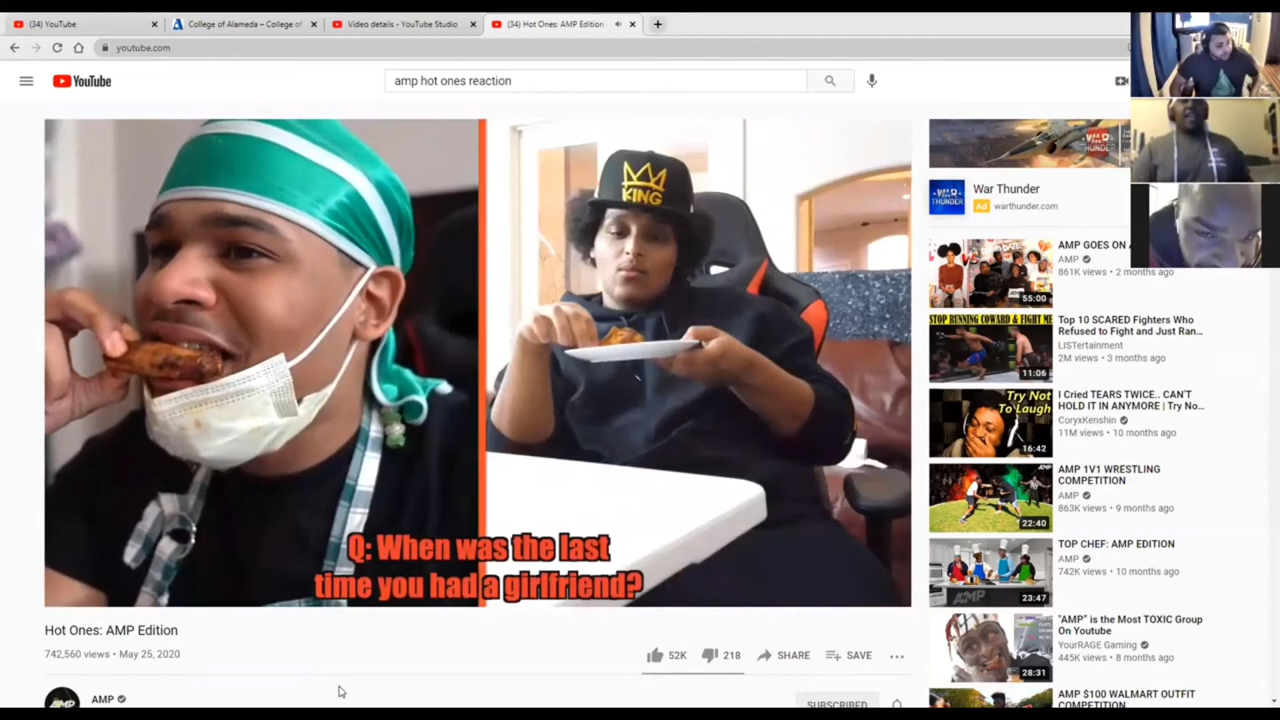 (34) YouTube
College of Alameda – College of
Video details - YouTube Studio
(34) Hot Ones: AMP Edition -
youtube.com
YouTube
amp hot ones reaction
KING
Q: When was the last
time you had a girlfriend?
Hot Ones: AMP Edition
742,560 views • May 25, 2020
52K
218
SHARE
SAVE
AMP
SUBSCRIBED
WAR
THUNDER
WAR
THUNDER
War Thunder
Ad warthunder.com
AMP GOES ON
AMP
861K views • 2 months ago
55:00
STOP RUNNING COWARD & FIGHT ME
Top 10 SCARED Fighters Who
Refused to Fight and Just Ran...
LISTertainment
2M views • 3 months ago
11:06
Try Not
To Laugh
I Cried TEARS TWICE.. CAN'T
HOLD IT IN ANYMORE | Try No...
CoryxKenshin
11M views • 10 months ago
16:42
AMP
AMP 1V1 WRESTLING
COMPETITION
AMP
863K views • 9 months ago
22:40
TOP CHEF: AMP EDITION
AMP
742K views • 10 months ago
AMP
23:47
"AMP" is the Most TOXIC Group
On Youtube
YourRAGE Gaming
445K views • 8 months ago
28:31
AMP $100 WALMART OUTFIT
COMPETITION